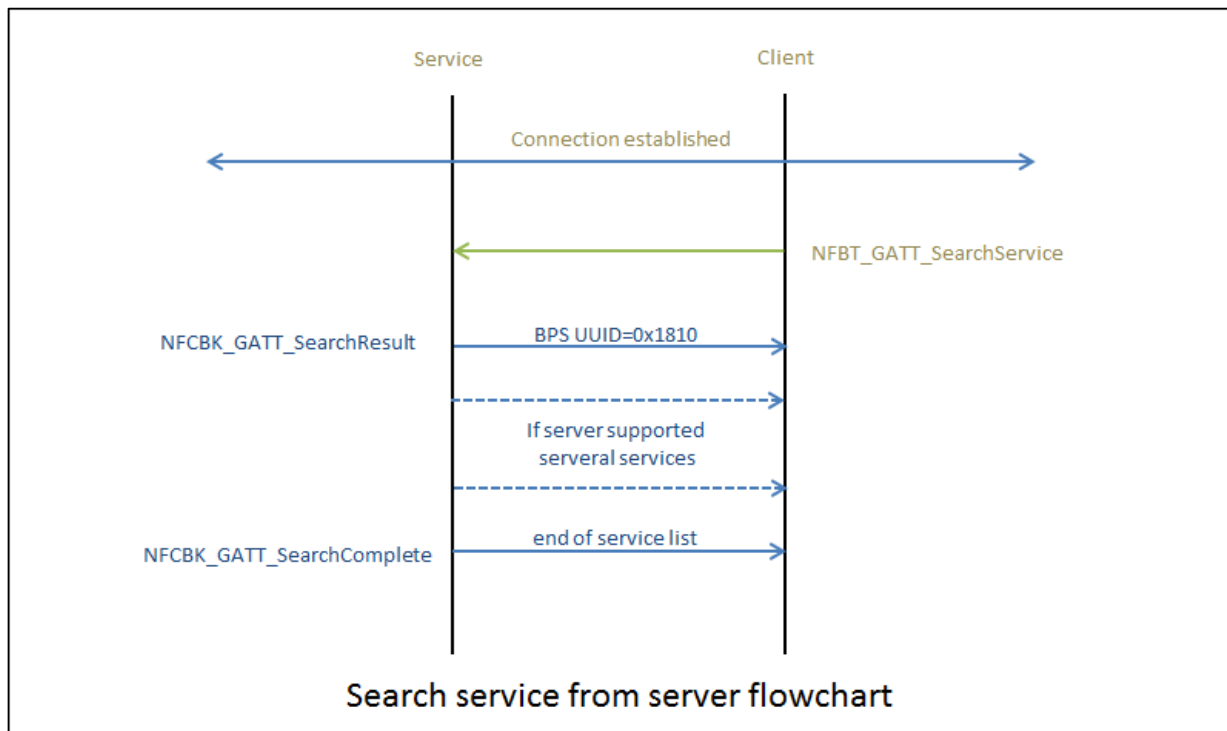 Service
Client
Connection established
NFBT_GATT_SearchService
NFCBK_GATT_SearchResult
BPS UUID=0x1810
If server supported
serveral services
NFCBK_GATT_SearchComplete
end of service list
Search service from server flowchart